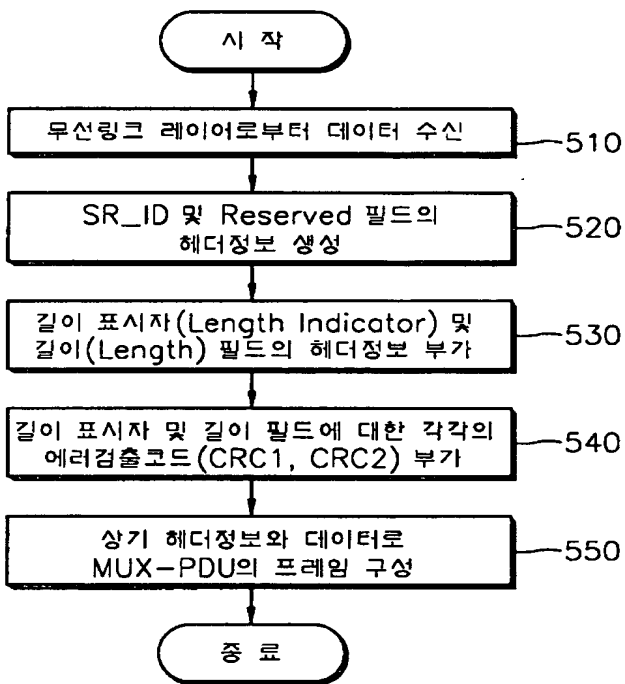 시 작
무선링크 레이어로부터 데이터 수신
510
SR_ID 및 Reserved 필드의
헤더정보 생성
520
길이 표시자(Length Indicator) 및
길이(Length) 필드의 헤더정보 부가
530
길이 표시자 및 길이 필드에 대한 각각의
에러검출코드(CRC1, CRC2) 부가
540
상기 헤더정보와 데이터로
MUX-PDU의 프레임 구성
550
종 료